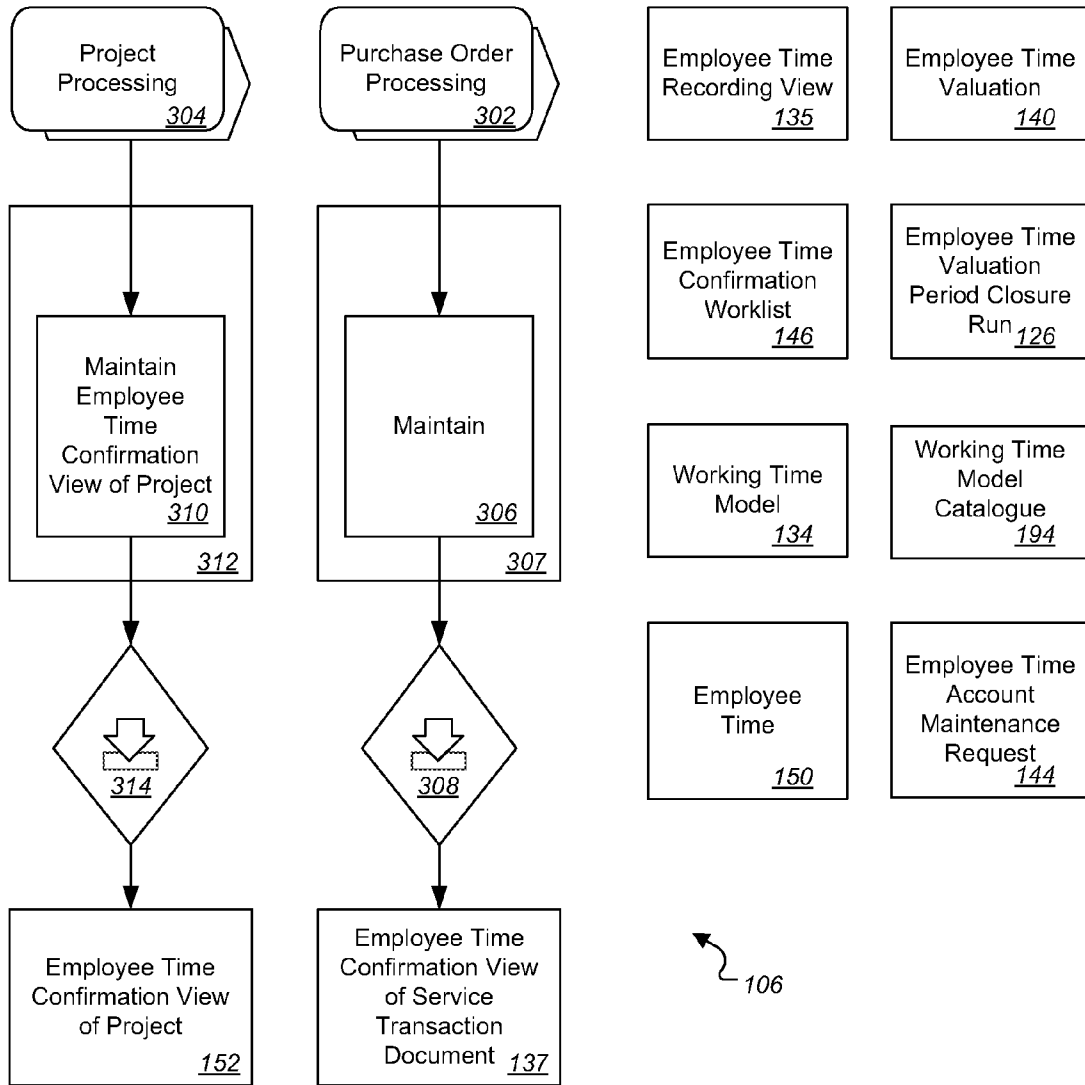 Project
Processing
304
Purchase Order
Processing
302
Employee Time
Recording View
135
Employee Time
Valuation
140
Maintain
Employee
Time
Confirmation
View of Project
310
312
Maintain
306
307
Employee Time
Confirmation
Worklist
146
Employee Time
Valuation
Period Closure
Run
126
Working Time
Model
134
Working Time
Model
Catalogue
194
314
308
Employee
Time
150
Employee Time
Account
Maintenance
Request
144
Employee Time
Confirmation View
of Project
152
Employee Time
Confirmation View
of Service
Transaction
Document
137
106